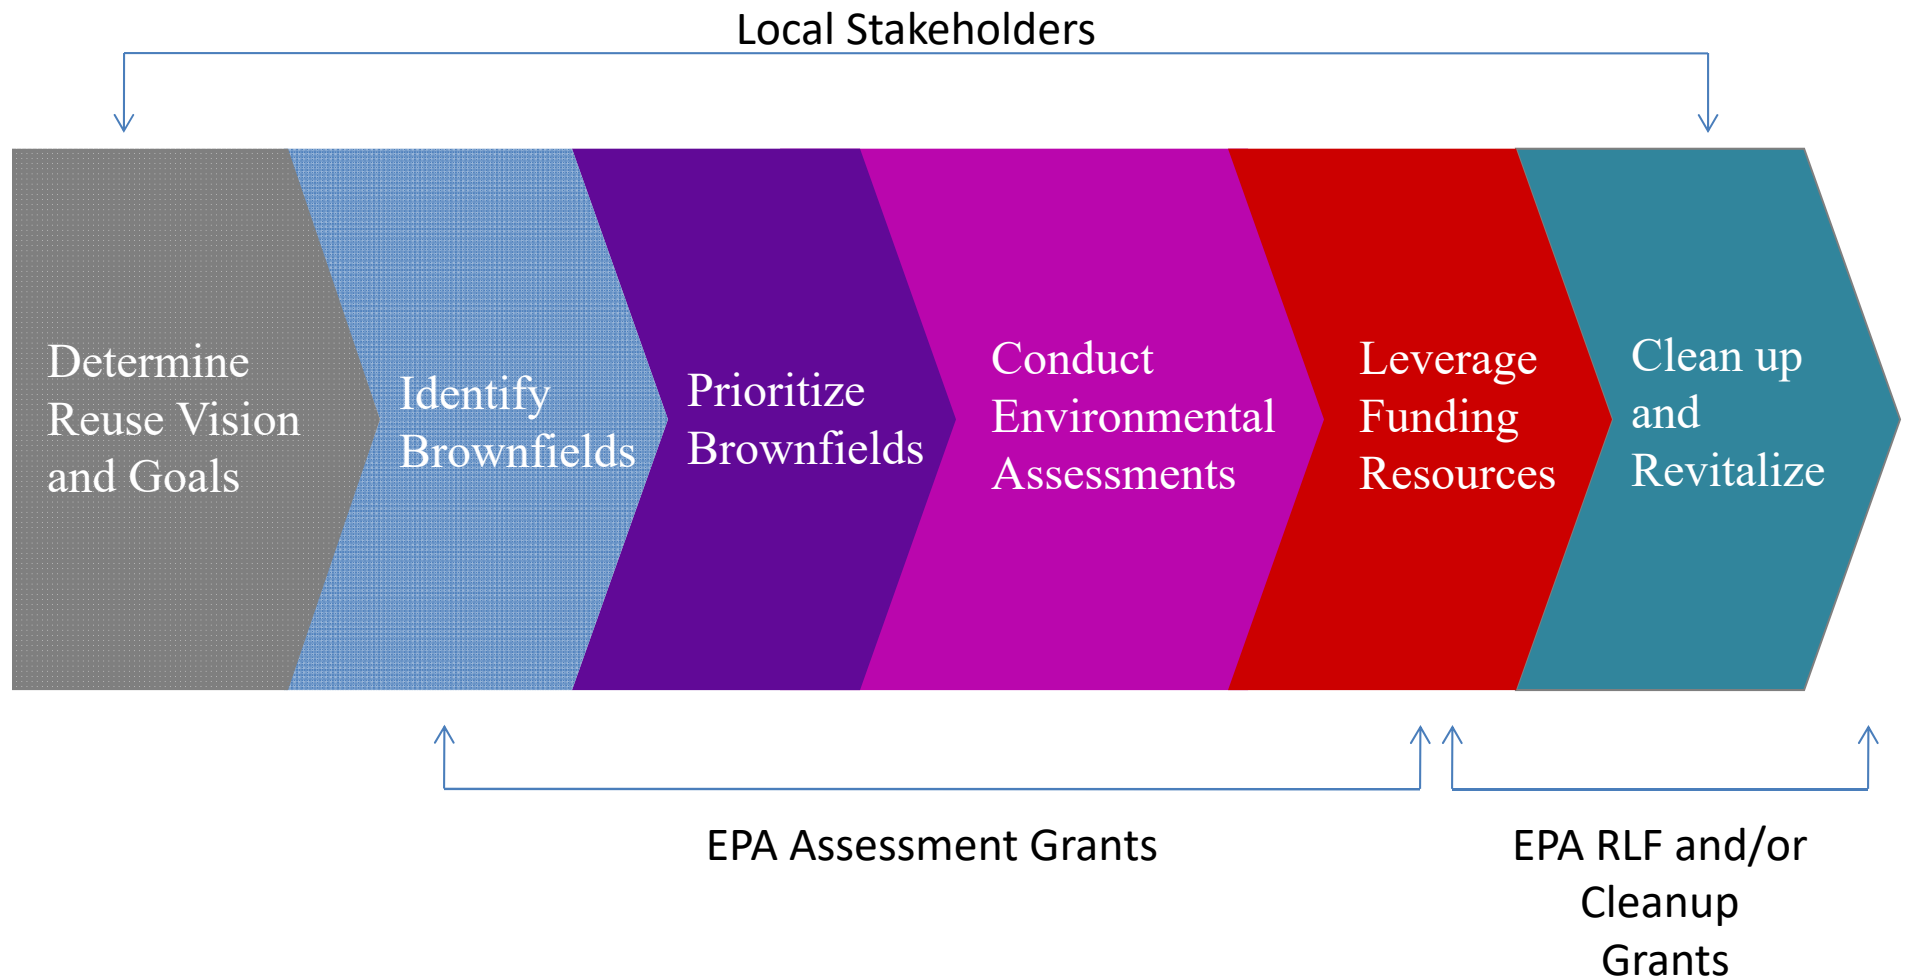 Local Stakeholders
Determine
Reuse Vision
and Goals
Identify
Brownfields
Prioritize
Brownfields
Conduct
Environmental
Assessments
Leverage
Funding
Resources
Clean up
and
Revitalize
EPA Assessment Grants
EPA RLF and/or
Cleanup
Grants